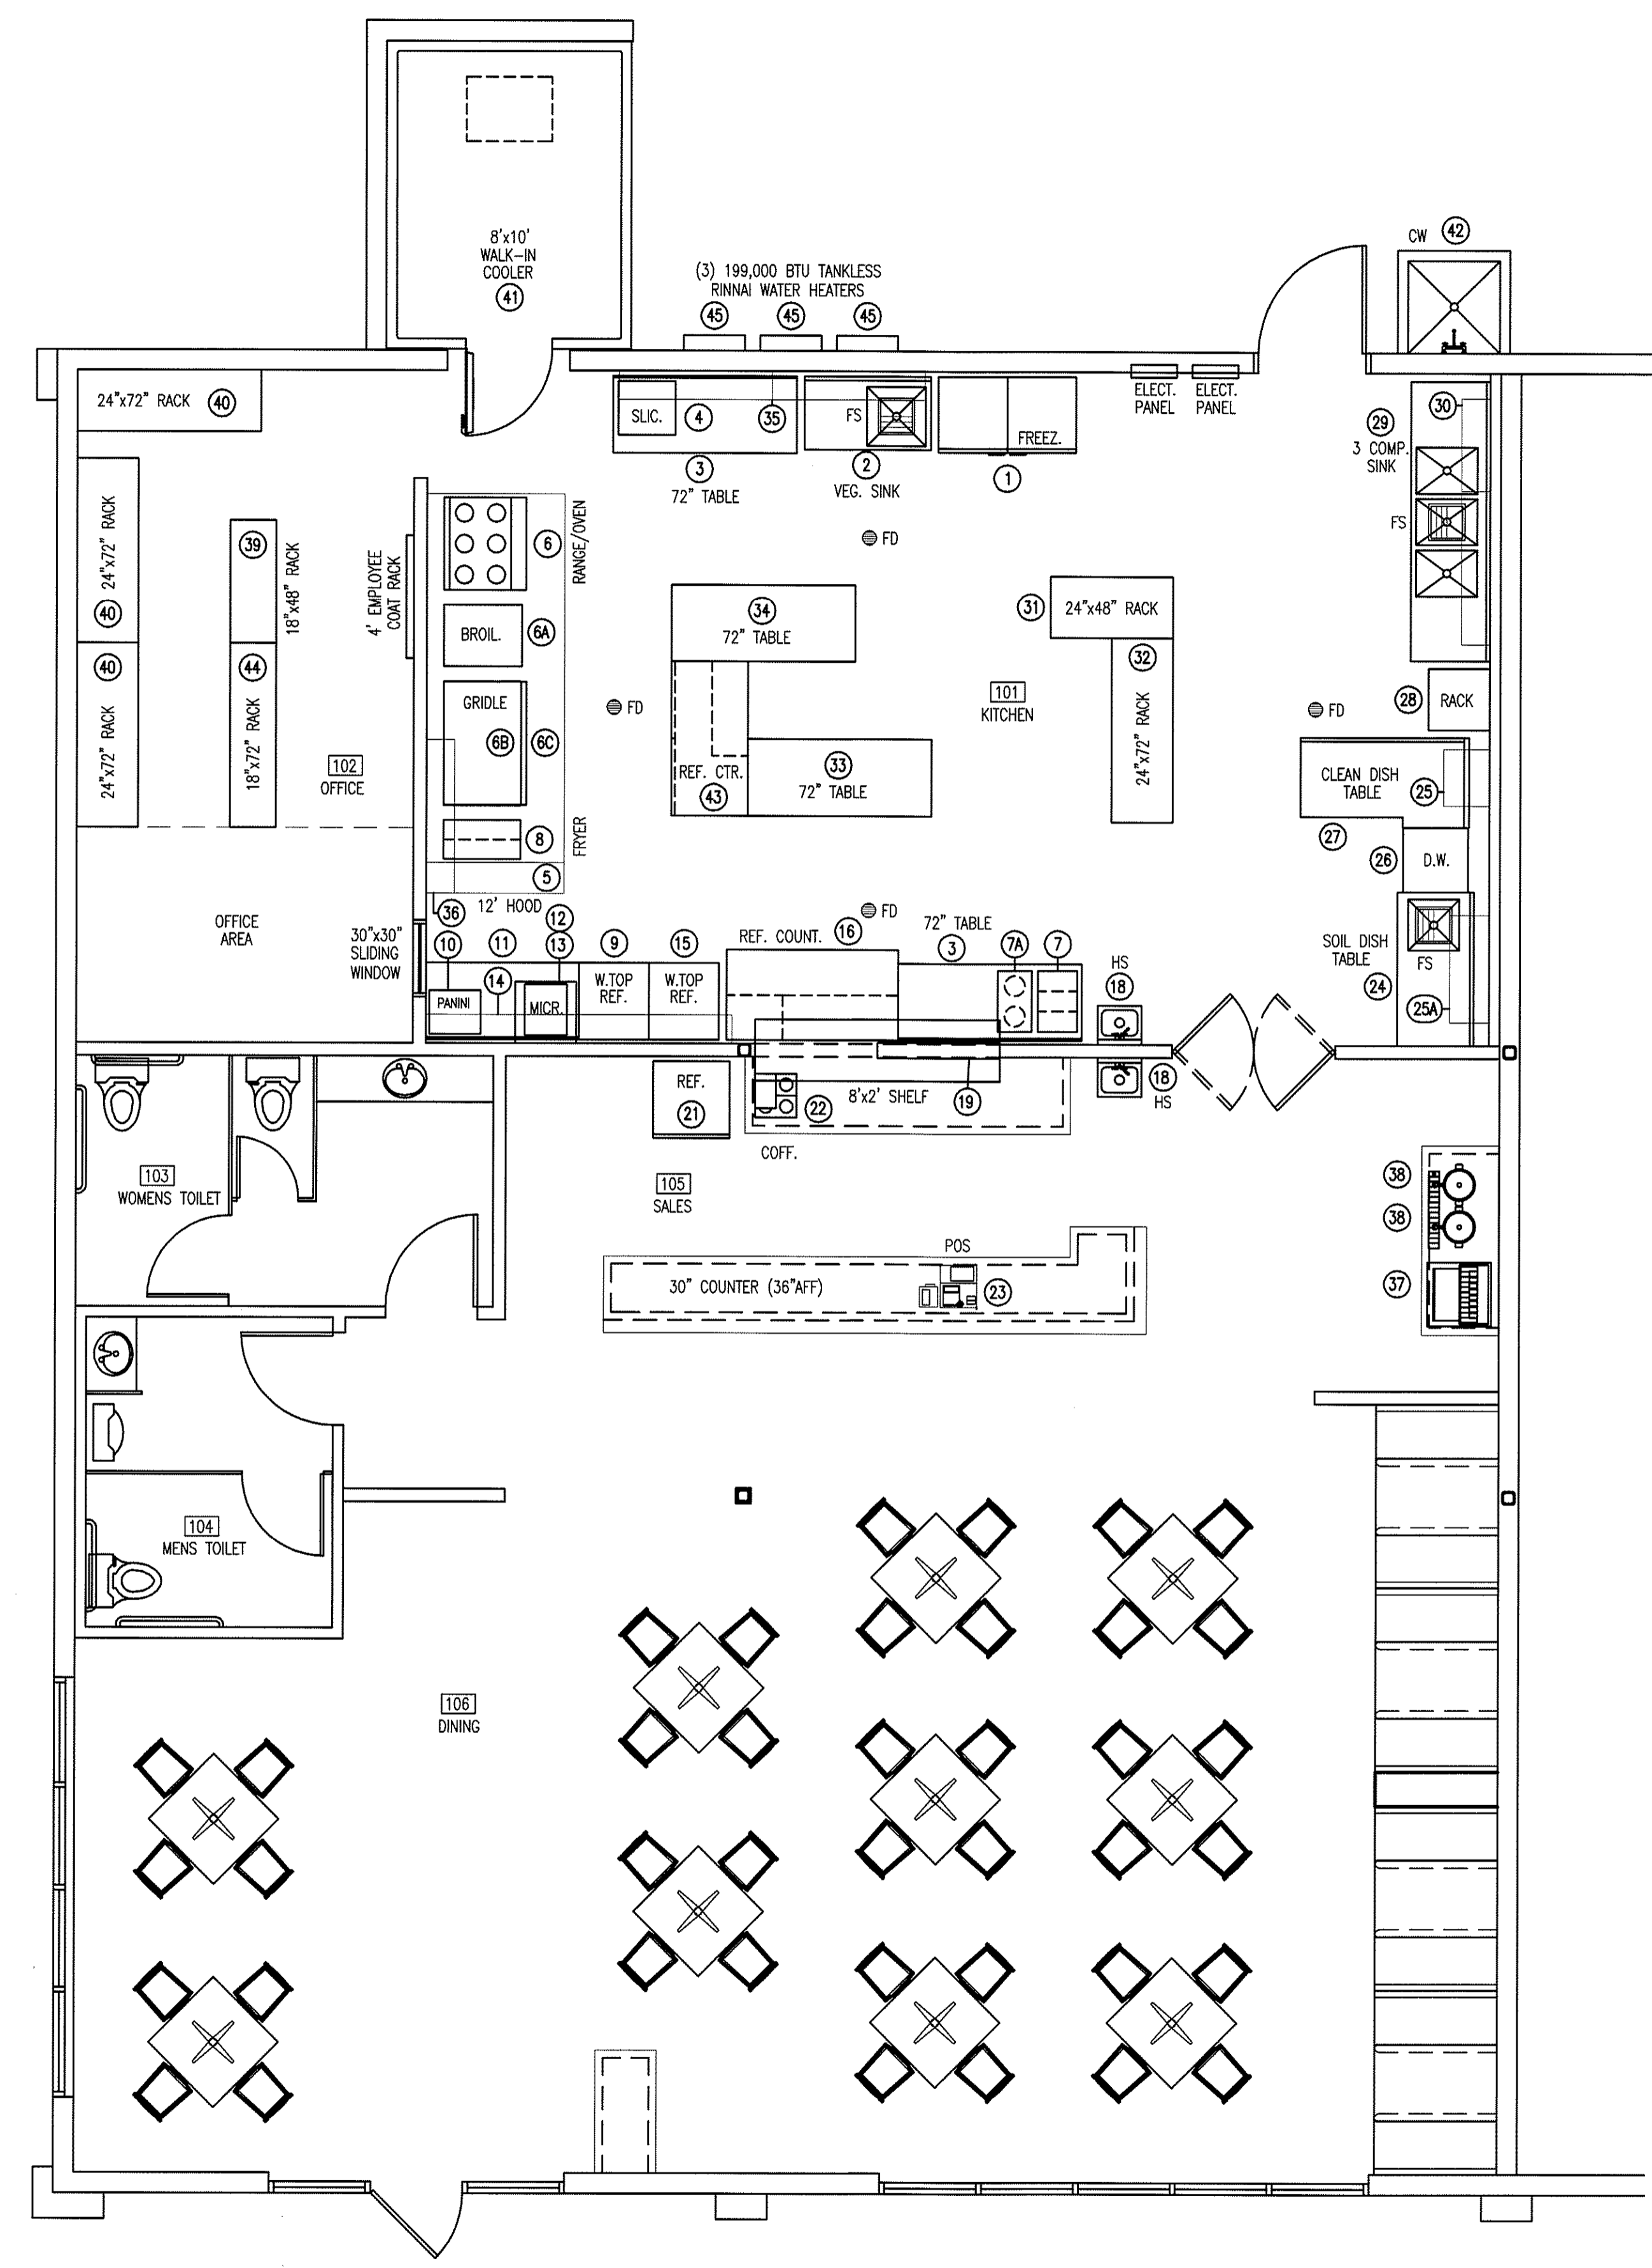 8'x10'
WALK-IN
COOLER
41
(3) 199,000 BTU TANKLESS
RINNAI WATER HEATERS
45
45
45
CW 42
ELECT.
PANEL
ELECT.
PANEL
24"x72" RACK 40
SLIC. 4
35
3
72" TABLE
FS
2
VEG. SINK
FREEZ.
1
30
29
3 COMP.
SINK
FS
24"x72" RACK
40
40
24"x72" RACK
39
18"x48" RACK
44
18"x72" RACK
4' EMPLOYEE
COAT RACK
102
OFFICE
6
RANGE/OVEN
BROIL. 6A
GRIDLE
6B 6C
8
FRYER
5
36
12' HOOD
FD
FD
34
72" TABLE
REF. CTR.
43
33
72" TABLE
101
KITCHEN
31
24"x48" RACK
32
24"x72" RACK
FD
28 RACK
CLEAN DISH
TABLE
25
27
26 D.W.
SOIL DISH
TABLE
24
FS
25A
OFFICE
AREA
30"x30"
SLIDING
WINDOW
10
11
12
13
9
15
14
PANINI
MICR.
W.TOP
REF.
W.TOP
REF.
FD
REF. COUNT. 16
72" TABLE
3
7A
7
HS
18
18
HS
REF.
21
22
8'x2' SHELF
19
COFF.
103
WOMENS TOILET
105
SALES
38
38
37
POS
30" COUNTER (36"AFF)
23
104
MENS TOILET
106
DINING